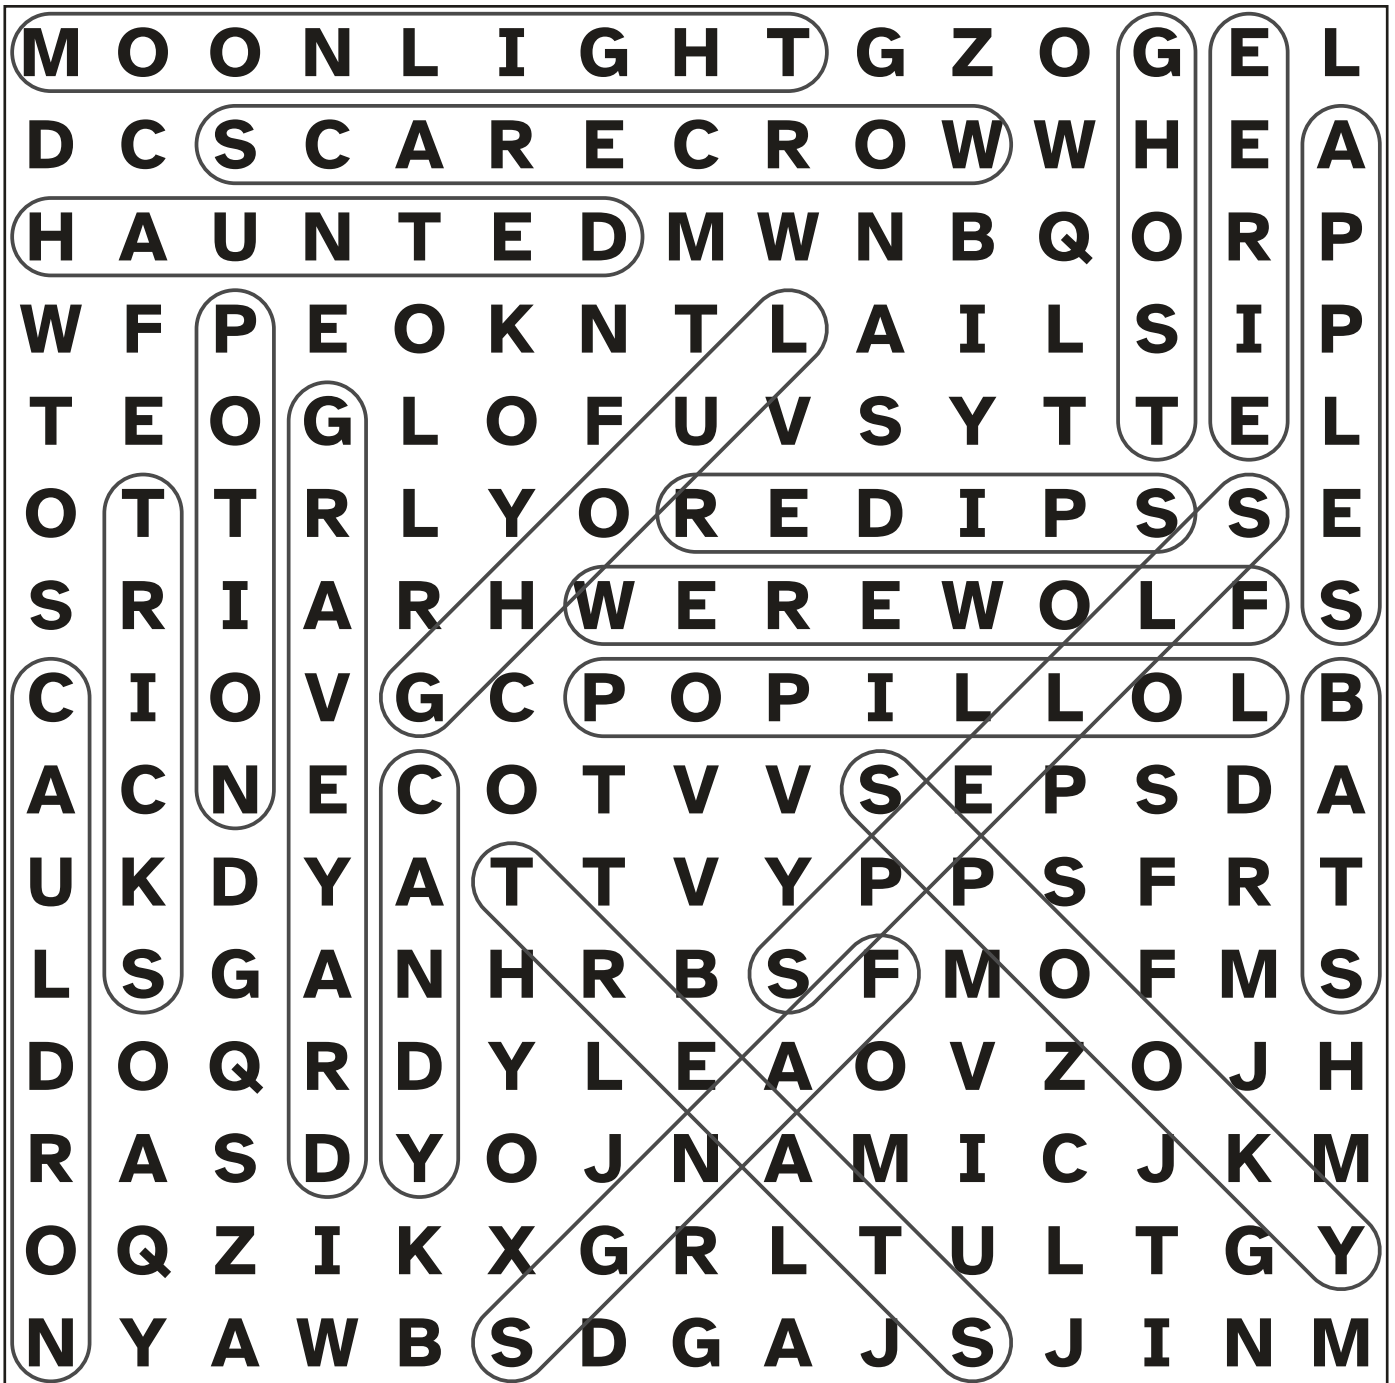 M O O N L I G H T G Z O G E L
D C S C A R E C R O W W H E A
H A U N T E D M W N B Q O R P
W F P E O K N T L A I L S I P
T E O G L O F U V S Y T T E L
O T T R L Y O R E D I P S S E
S R I A R H W E R E W O L F S
C I O V G C P O P I L L O L B
A C N E C O T V V S E P S D A
U K D Y A T T V Y P P S F R T
L S G A N H R B S F M O F M S
D O Q R D Y L E A O V Z O J H
R A S D Y O J N A M I C J K M
O Q Z I K X G R L T U L T G Y
N Y A W B S D G A J S J I N M